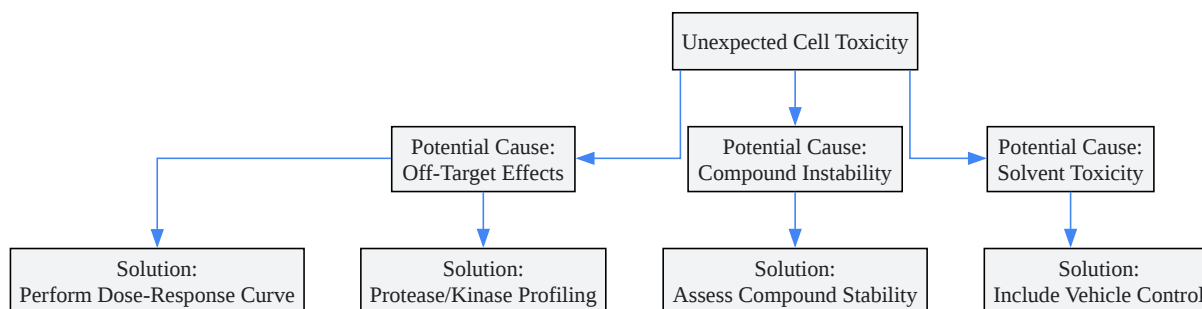 Unexpected Cell Toxicity
Potential Cause:
Off-Target Effects
Potential Cause:
Compound Instability
Potential Cause:
Solvent Toxicity
Solution:
Perform Dose-Response Curve
Solution:
Protease/Kinase Profiling
Solution:
Assess Compound Stability
Solution:
Include Vehicle Control